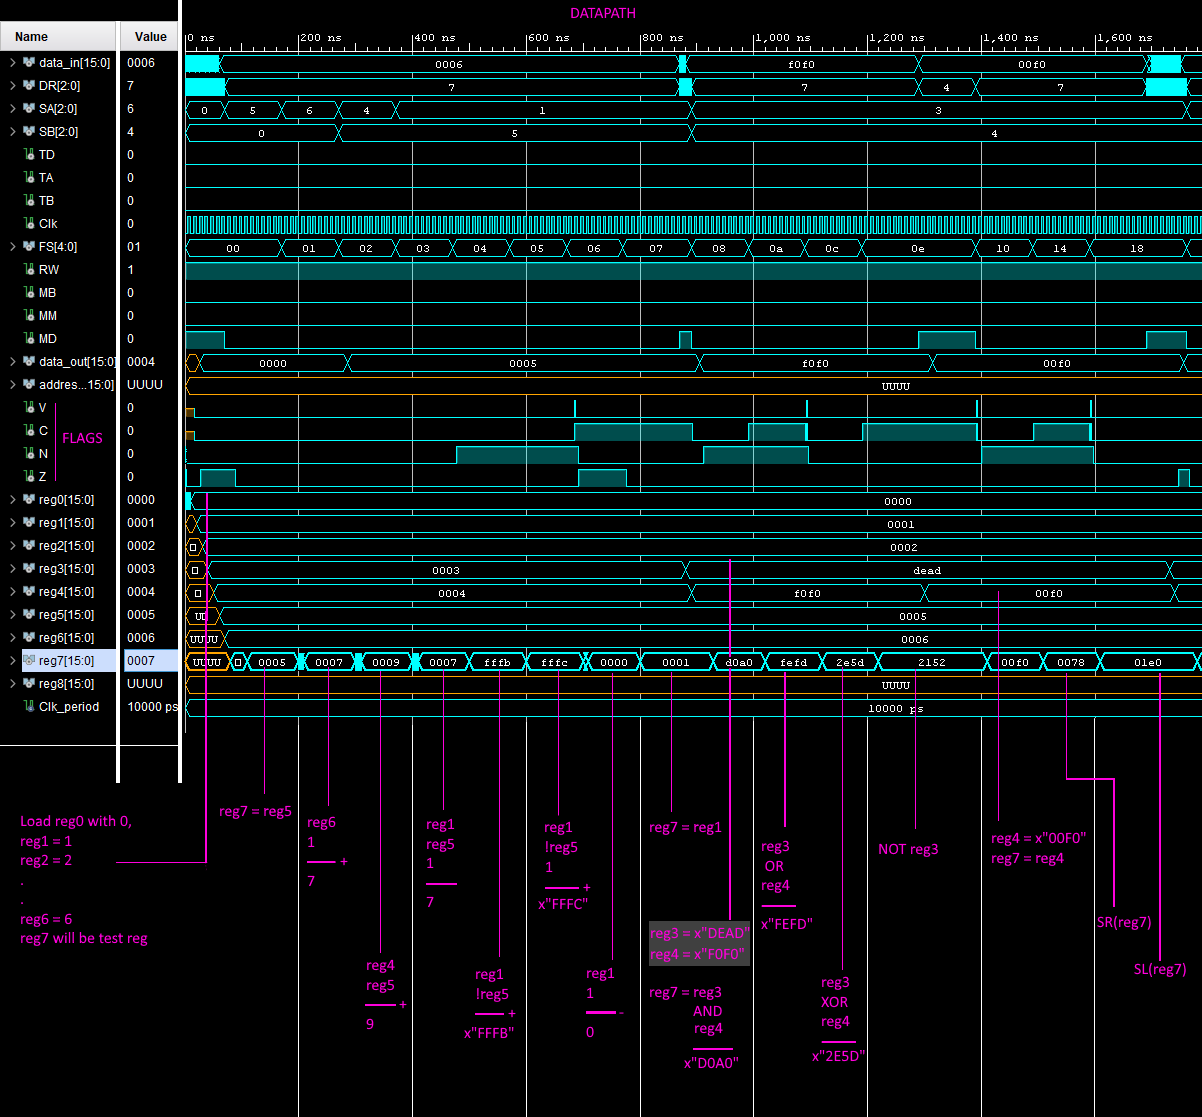 DATAPATH
Name Value
0 ns 200 ns 400 ns 600 ns 800 ns 1,000 ns 1,200 ns 1,400 ns 1,600 ns
data_in[15:0] 0006 0006 f0f0 00f0
DR[2:0] 7 7 7 4 7
SA[2:0] 6 0 5 6 4 1 3
SB[2:0] 4 0 5 4
TD 0
TA 0
TB 0
Clk 0
FS[4:0] 01 00 01 02 03 04 05 06 07 08 0a 0c 0e 10 14 18
RW 1
MB 0
MM 0
MD 0
data_out[15:0] 0004 0000 0005 f0f0 00f0
addres...15:0] UUUU UUUU
V 0
C 0
FLAGS
N 0
Z 0
reg0[15:0] 0000 0000
reg1[15:0] 0001 0001
reg2[15:0] 0002 0002
reg3[15:0] 0003 0003 dead
reg4[15:0] 0004 0004 f0f0 00f0
reg5[15:0] 0005 0005
reg6[15:0] 0006 UUUU 0006
reg7[15:0] 0007 UUUU 0005 0007 0009 0007 fffb fffc 0000 0001 d0a0 fefd 2e5d 2152 00f0 0078 01e0
reg8[15:0] UUUU UUUU
Clk_period 10000 ps 10000 ps
Load reg0 with 0,
reg1 = 1
reg2 = 2
.
.
reg6 = 6
reg7 will be test reg
reg7 = reg5
reg6
1
+
7
reg4
reg5
+
9
reg1
reg5
1
7
reg1
!reg5
+
x"FFFB"
reg1
!reg5
1
+
x"FFFC"
reg1
1
-
0
reg7 = reg1
reg3 = x"DEAD"
reg4 = x"F0F0"
reg7 = reg3
AND
reg4
x"D0A0"
reg3
OR
reg4
x"FEFD"
reg3
XOR
reg4
x"2E5D"
NOT reg3
reg4 = x"00F0"
reg7 = reg4
SR(reg7)
SL(reg7)